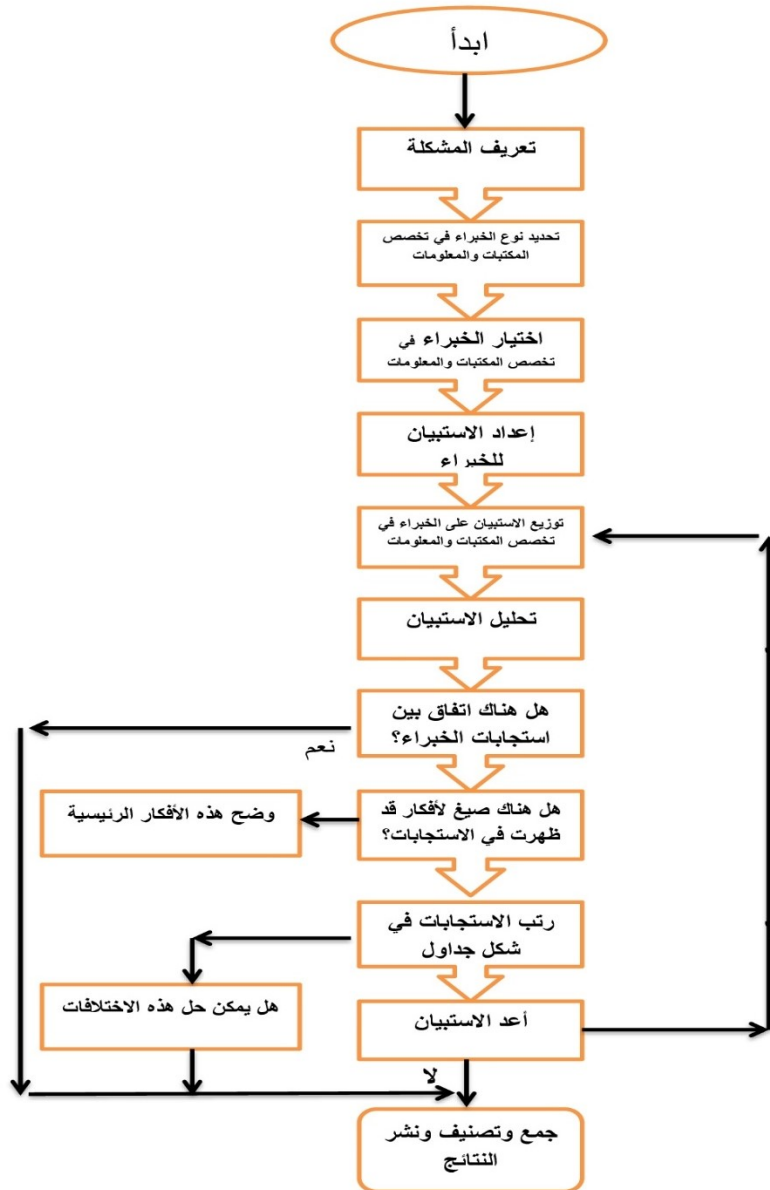 ابدأ
تعريف المشكلة
تحديد نوع الخبراء في تخصص
المكتبات والمعلومات
اختيار الخبراء في
تخصص المكتبات والمعلومات
إعداد الاستبيان
للخبراء
توزيع الاستبيان على الخبراء في
تخصص المكتبات والمعلومات
تحليل الاستبيان
هل هناك اتفاق بين
استجابات الخبراء؟
نعم
هل هناك صيغ لأفكار قد
ظهرت في الاستجابات؟
وضح هذه الأفكار الرئيسية
رتب الاستجابات في
شكل جداول
هل يمكن حل هذه الاختلافات
أعد الاستبيان
لا
جمع وتصنيف ونشر
النتائج